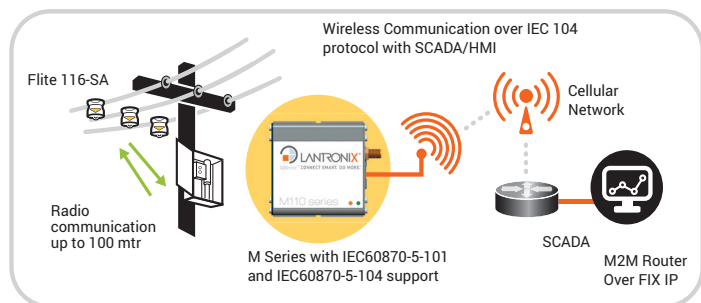 Wireless Communication over IEC 104
protocol with SCADA/HMI
Flite 116-SA
Cellular
Network
LANTRONIX
CONNECT SMART. DO MORE.
M110 series
Radio
communication
up to 100 mtr
M Series with IEC60870-5-101
and IEC60870-5-104 support
SCADA
M2M Router
Over FIX IP